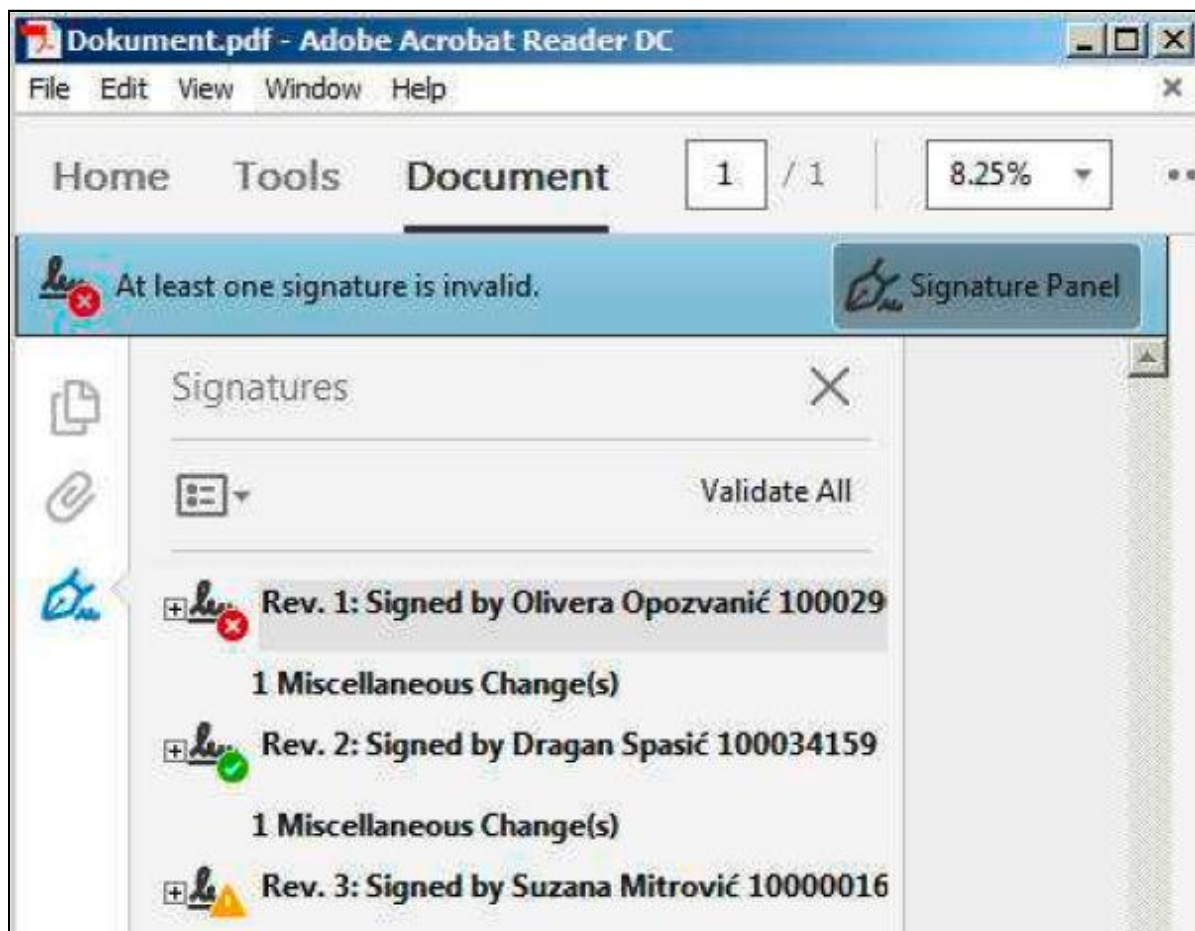 Dokument.pdf - Adobe Acrobat Reader DC
File Edit View Window Help
Home Tools Document 1 / 1 8.25%
At least one signature is invalid. Signature Panel
Signatures
Validate All
Rev. 1: Signed by Olivera Opozvanić 100029
1 Miscellaneous Change(s)
Rev. 2: Signed by Dragan Spasić 100034159
1 Miscellaneous Change(s)
Rev. 3: Signed by Suzana Mitrović 10000016